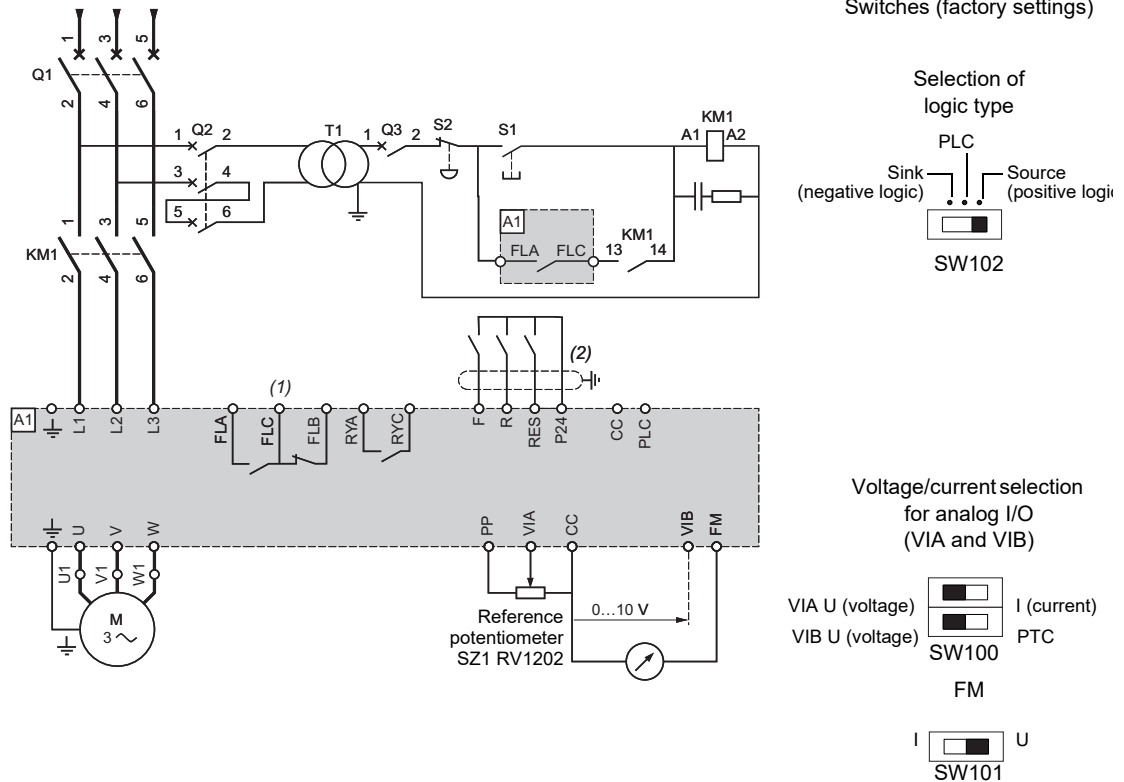 Switches (factory settings)
1 3 5
Q1
2 4 6
1 Q2 2
3 4
5 6
T1
1 Q3 2
S2
S1
KM1
A1 A2
A1
FLA FLC
KM1
13 14
1 3 5
KM1
2 4 6
(2)
(1)
A1
L1 L2 L3
FLA FLC FLB RYA RYC
F R RES P24 CC PLC
U V W
PP VIA CC VIB FM
U1 V1 W1
M
3
0...10 V
Reference
potentiometer
SZ1 RV1202
Selection of
logic type
PLC
Sink
(negative logic)
Source
(positive logi
SW102
Voltage/current selection
for analog I/O
(VIA and VIB)
VIA U (voltage) I (current)
VIB U (voltage) PTC
SW100
FM
I U
SW101